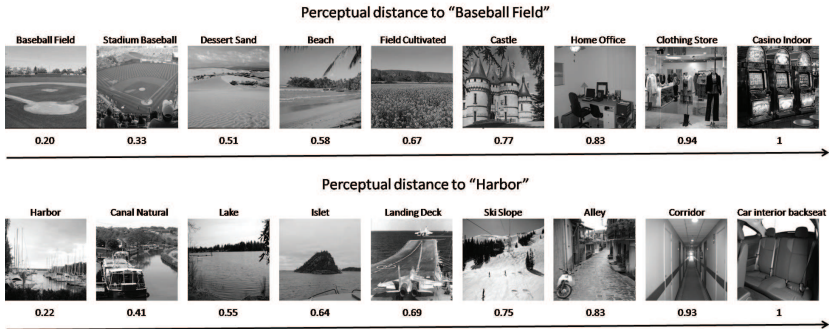 Perceptual distance to “Baseball Field”
Baseball Field Stadium Baseball Dessert Sand Beach Field Cultivated Castle Home Office Clothing Store Casino Indoor
0.20 0.33 0.51 0.58 0.67 0.77 0.83 0.94 1
Perceptual distance to “Harbor”
Harbor Canal Natural Lake Islet Landing Deck Ski Slope Alley Corridor Car interior backseat
0.22 0.41 0.55 0.64 0.69 0.75 0.83 0.93 1